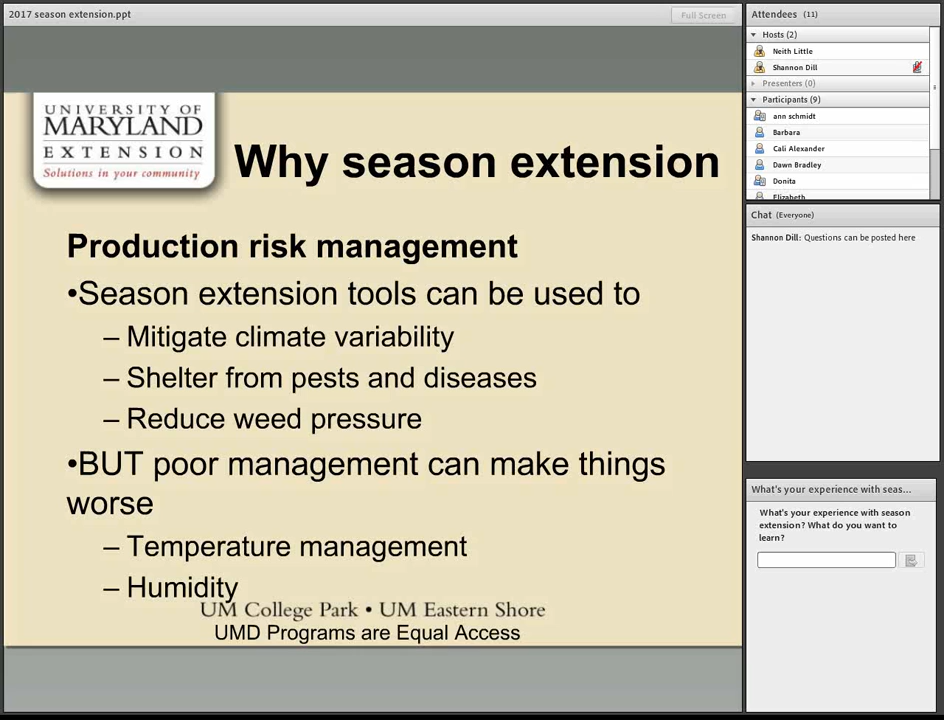 2017 season extension.ppt
Full Screen
UNIVERSITY OF
MARYLAND
EXTENSION
Solutions in your community
Why season extension
Production risk management
•Season extension tools can be used to
– Mitigate climate variability
– Shelter from pests and diseases
– Reduce weed pressure
•BUT poor management can make things
worse
– Temperature management
– Humidity
UM College Park • UM Eastern Shore
UMD Programs are Equal Access
Attendees (11)
Hosts (2)
Neith Little
Shannon Dill
Presenters (0)
Participants (9)
ann schmidt
Barbara
Cali Alexander
Dawn Bradley
Donita
Elizabeth
Chat (Everyone)
Shannon Dill: Questions can be posted here
What's your experience with seas...
What's your experience with season
extension? What do you want to
learn?